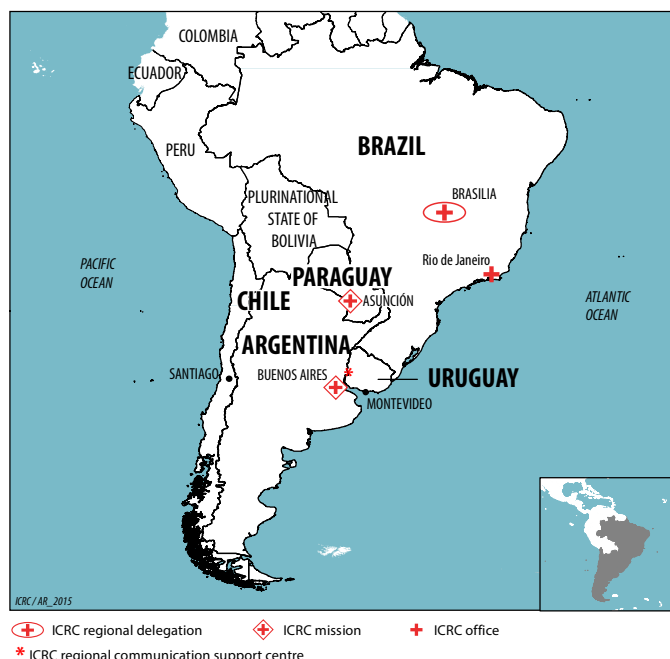 COLOMBIA
ECUADOR
PERU
BRAZIL
BRASILIA
PLURINATIONAL
STATE OF
BOLIVIA
Rio de Janeiro
PACIFIC
OCEAN
PARAGUAY
ASUNCIÓN
CHILE
ATLANTIC
OCEAN
ARGENTINA
SANTIAGO
BUENOS AIRES
*
URUGUAY
MONTEVIDEO
ICRC / AR_2015
ICRC regional delegation
ICRC mission
ICRC office
* ICRC regional communication support centre